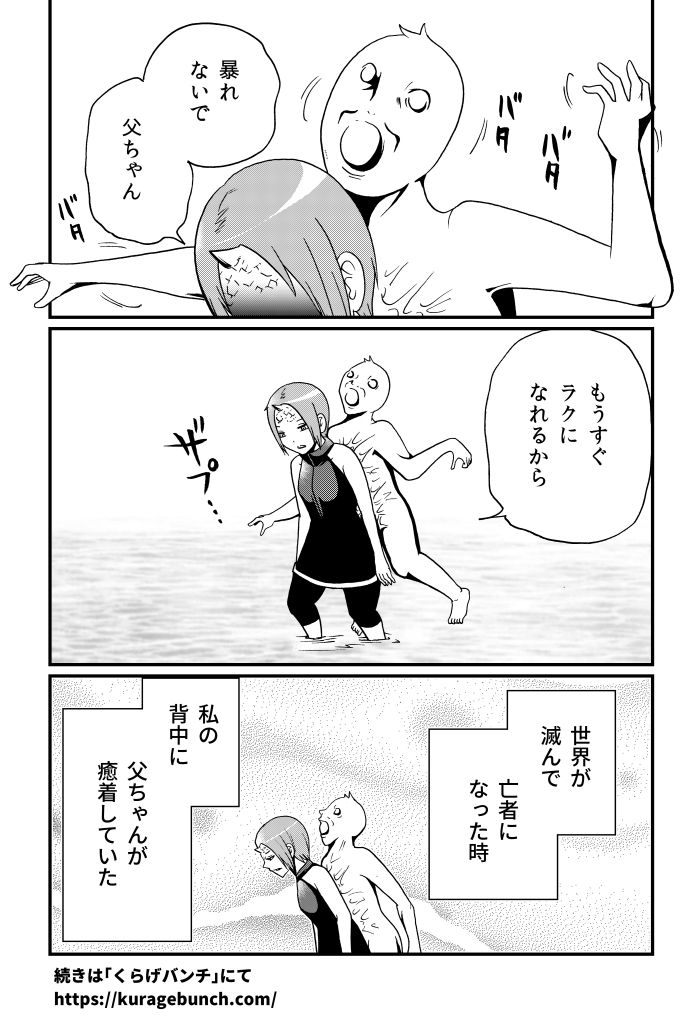 暴れ
ないで
父ちゃん
バタ
バタ
バタ
もうすぐ
ラクに
なれるから
ザプ…
世界が
滅んで
亡者に
なった時
私の
背中に
父ちゃんが
癒着していた
続きは｢くらげバンチ｣にて
https://kuragebunch.com/